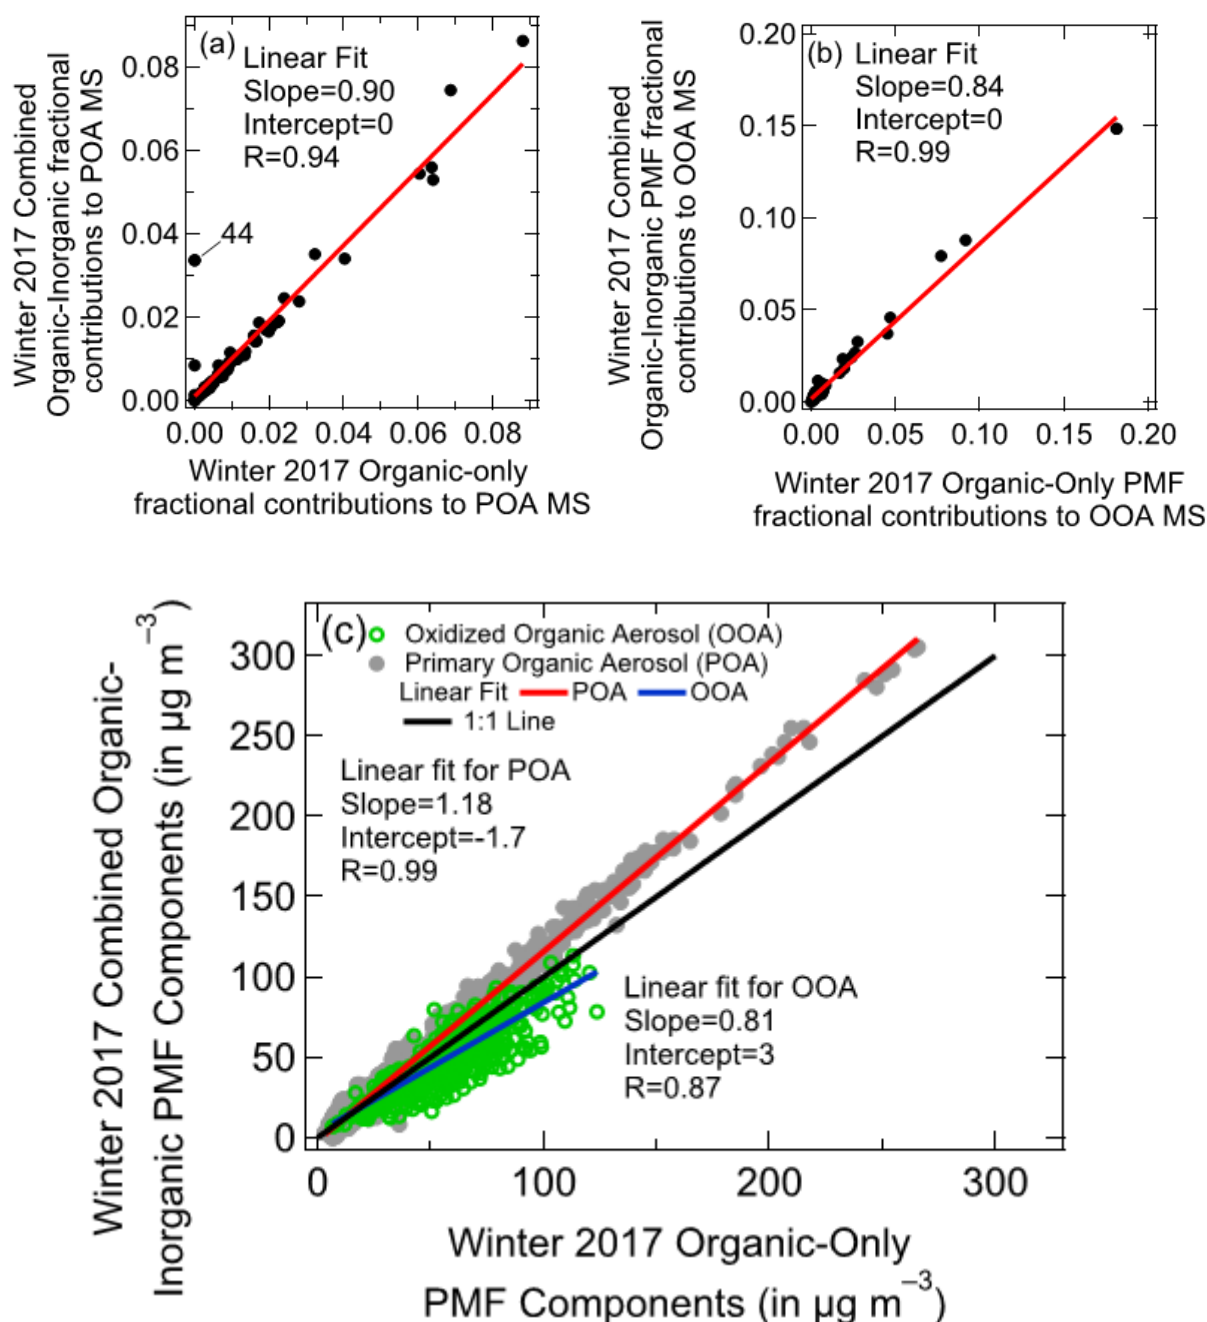 (a)
Linear Fit
Slope=0.90
Intercept=0
R=0.94
44
0.08
0.06
0.04
0.02
0.00
0.00 0.02 0.04 0.06 0.08
Winter 2017 Combined
Organic-Inorganic fractional
contributions to POA MS
Winter 2017 Organic-only
fractional contributions to POA MS
(b)
Linear Fit
Slope=0.84
Intercept=0
R=0.99
0.20
0.15
0.10
0.05
0.00
0.00 0.05 0.10 0.15 0.20
Winter 2017 Combined
Organic-Inorganic PMF fractional
contributions to OOA MS
Winter 2017 Organic-Only PMF
fractional contributions to OOA MS
(c)
Oxidized Organic Aerosol (OOA)
Primary Organic Aerosol (POA)
Linear Fit POA OOA
1:1 Line
Linear fit for POA
Slope=1.18
Intercept=-1.7
R=0.99
Linear fit for OOA
Slope=0.81
Intercept=3
R=0.87
300
250
200
150
100
50
0
0 100 200 300
Winter 2017 Combined Organic-
Inorganic PMF Components (in µg m⁻³)
Winter 2017 Organic-Only
PMF Components (in µg m⁻³)